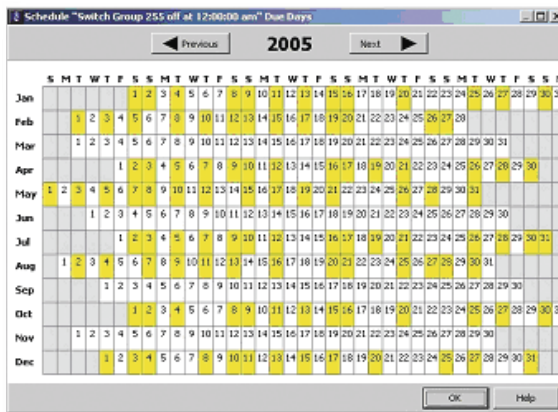 Schedule "Switch Group 255 off at 12:00:00 am" Due Days
Previous 2005 Next
S M T W T F S S M T W T F S S M T W T F S S M T W T F S S M T W T F S S
Jan 1 2 3 4 5 6 7 8 9 10 11 12 13 14 15 16 17 18 19 20 21 22 23 24 25 26 27 28 29 30
Feb 1 2 3 4 5 6 7 8 9 10 11 12 13 14 15 16 17 18 19 20 21 22 23 24 25 26 27 28
Mar 1 2 3 4 5 6 7 8 9 10 11 12 13 14 15 16 17 18 19 20 21 22 23 24 25 26 27 28 29 30 31
Apr 1 2 3 4 5 6 7 8 9 10 11 12 13 14 15 16 17 18 19 20 21 22 23 24 25 26 27 28 29 30
May 1 2 3 4 5 6 7 8 9 10 11 12 13 14 15 16 17 18 19 20 21 22 23 24 25 26 27 28 29 30 31
Jun 1 2 3 4 5 6 7 8 9 10 11 12 13 14 15 16 17 18 19 20 21 22 23 24 25 26 27 28 29 30
Jul 1 2 3 4 5 6 7 8 9 10 11 12 13 14 15 16 17 18 19 20 21 22 23 24 25 26 27 28 29 30 31
Aug 1 2 3 4 5 6 7 8 9 10 11 12 13 14 15 16 17 18 19 20 21 22 23 24 25 26 27 28 29 30 31
Sep 1 2 3 4 5 6 7 8 9 10 11 12 13 14 15 16 17 18 19 20 21 22 23 24 25 26 27 28 29 30
Oct 1 2 3 4 5 6 7 8 9 10 11 12 13 14 15 16 17 18 19 20 21 22 23 24 25 26 27 28 29 30
Nov 1 2 3 4 5 6 7 8 9 10 11 12 13 14 15 16 17 18 19 20 21 22 23 24 25 26 27 28 29 30
Dec 1 2 3 4 5 6 7 8 9 10 11 12 13 14 15 16 17 18 19 20 21 22 23 24 25 26 27 28 29 30 31
OK Help